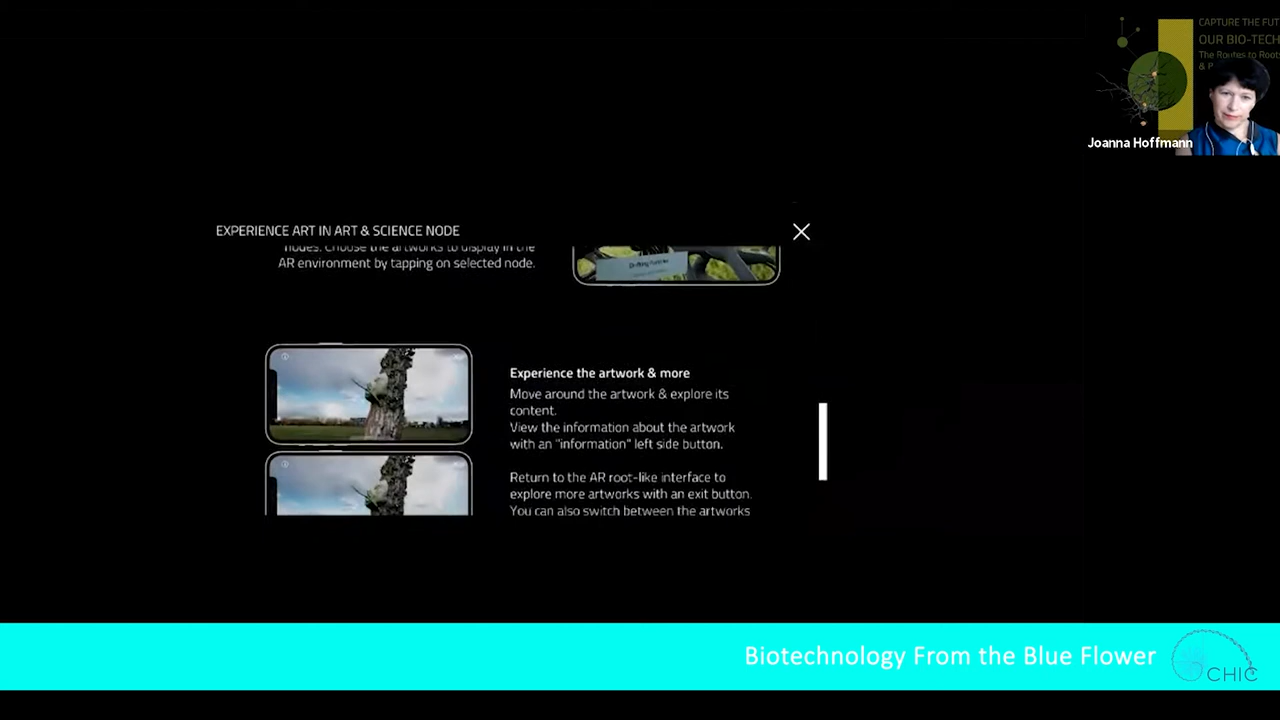 CAPTURE THE FUT
OUR BIO-TECH
The Routes to Roots
&
Joanna Hoffmann
EXPERIENCE ART IN ART & SCIENCE NODE
nodes. Choose the artworks to display in the
AR environment by tapping on selected node.
Experience the artwork & more
Move around the artwork & explore its
content.
View the information about the artwork
with an "information" left side button.
Return to the AR root-like interface to
explore more artworks with an exit button.
You can also switch between the artworks
Biotechnology From the Blue Flower
CHIC